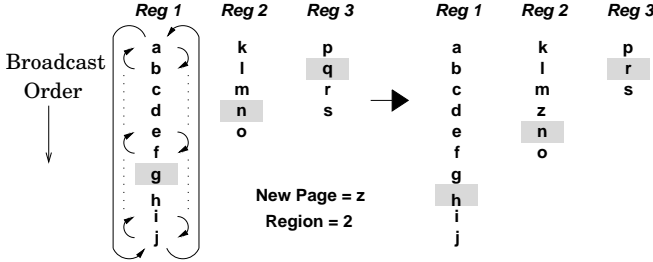 Reg 1 Reg 2 Reg 3 Reg 1 Reg 2 Reg 3
a k p a k p
Broadcast b l q b l r
Order c m r c m s
d n s d z
e o e n
f f o
g g
h h
i i
j j
New Page = z
Region = 2